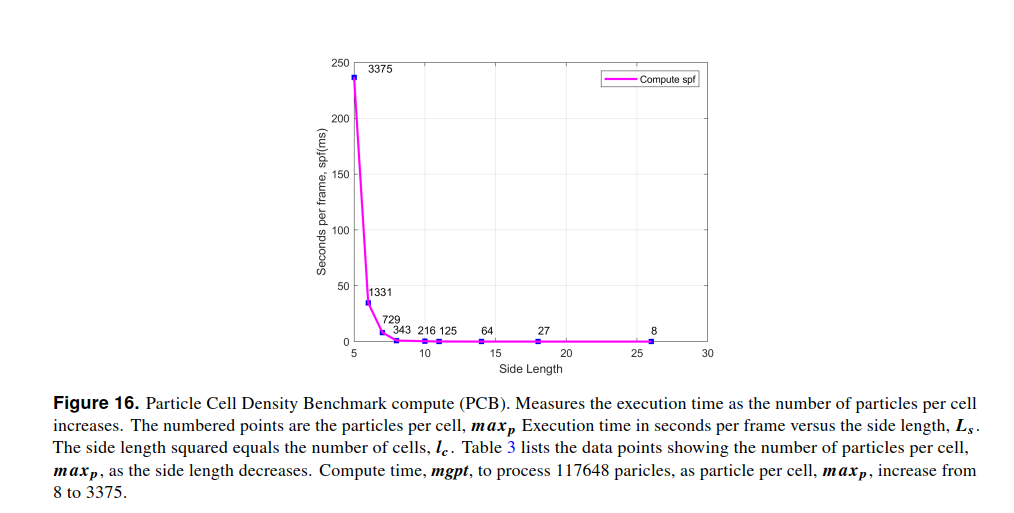 250
200
150
100
50
0
5
10
15
20
25
30
Seconds per frame, spf(ms)
Side Length
Compute spf
3375
1331
729
343
216
125
64
27
8
Figure 16. Particle Cell Density Benchmark compute (PCB). Measures the execution time as the number of particles per cell
increases. The numbered points are the particles per cell, maxp Execution time in seconds per frame versus the side length, Ls.
The side length squared equals the number of cells, lc. Table 3 lists the data points showing the number of particles per cell,
maxp, as the side length decreases. Compute time, mgpt, to process 117648 paricles, as particle per cell, maxp, increase from
8 to 3375.